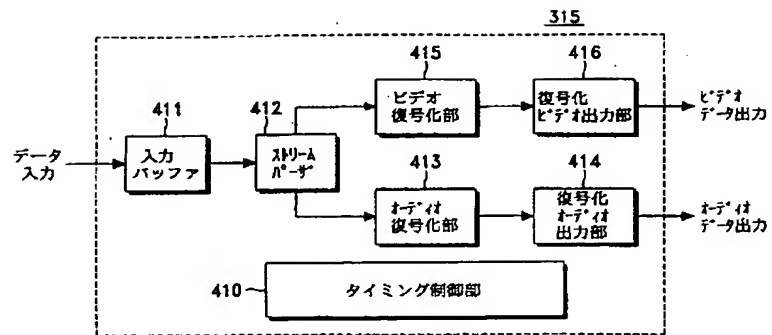 315
415
416
ビデオ
復号化部
復号化
ビデオ出力部
ビデオ
データ出力
411
412
データ
入力
入力
バッファ
ストリーム
パーザ
413
414
オーディオ
復号化部
復号化
オーディオ
出力部
オーディオ
データ出力
410
タイミング制御部